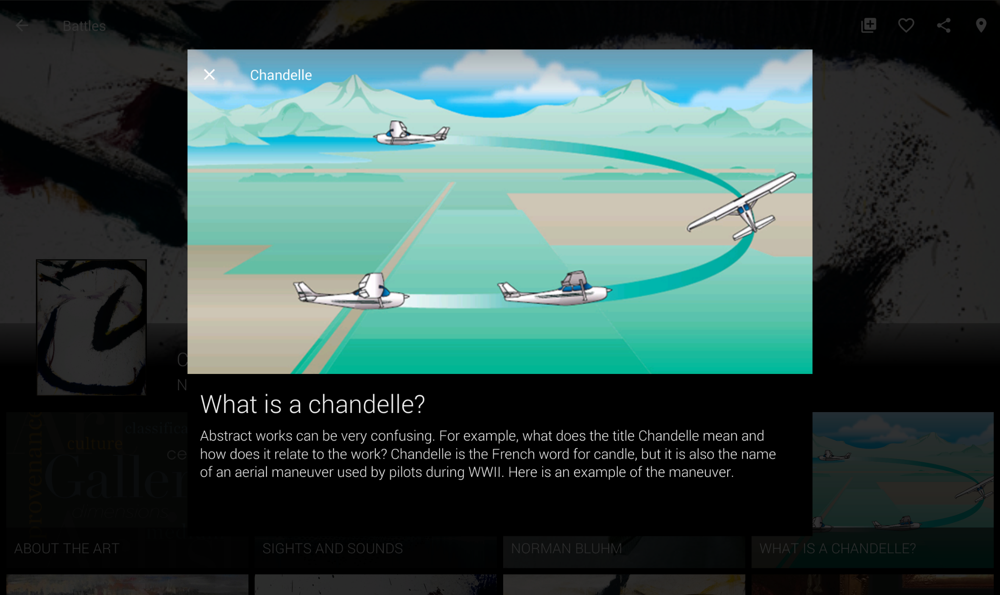 Battles
Chandelle
C
N
What is a chandelle?
Abstract works can be very confusing. For example, what does the title Chandelle mean and
how does it relate to the work? Chandelle is the French word for candle, but it is also the name
of an aerial maneuver used by pilots during WWII. Here is an example of the maneuver.
provenance
classifica
culture
ce
Galler
dimensions
med
ABOUT THE ART
SIGHTS AND SOUNDS
NORMAN BLUHM
WHAT IS A CHANDELLE?